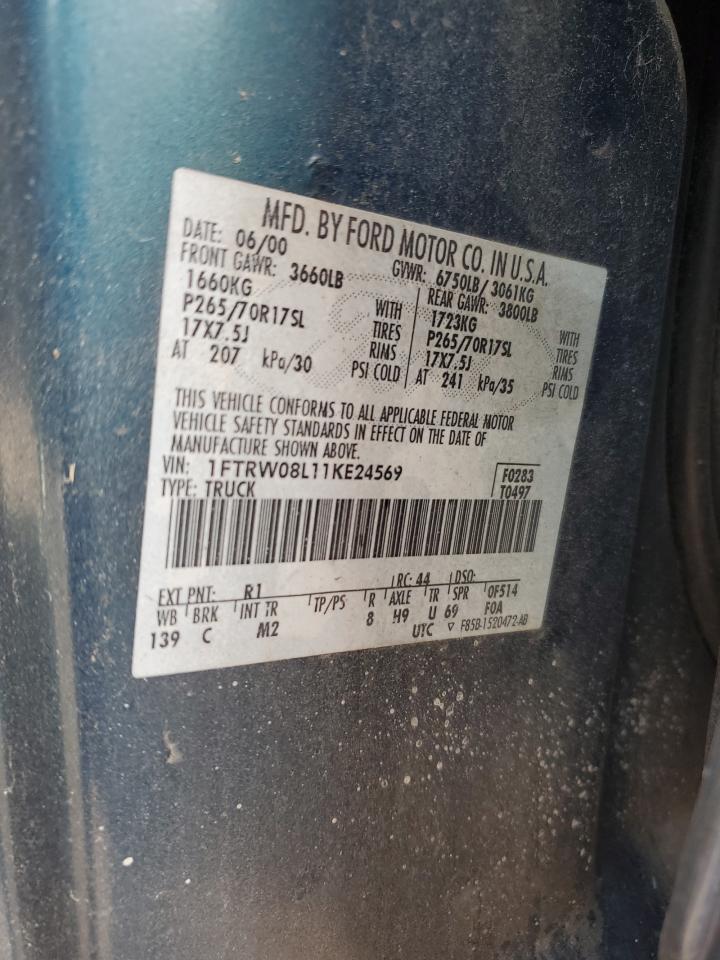 MFD. BY FORD MOTOR CO. IN U.S.A.
DATE: 06/00 GVWR: 6750LB/ 3061KG
FRONT GAWR: 3660LB REAR GAWR: 3800LB
1660KG WITH 1723KG WITH
P265/70R17SL TIRES P265/70R17SL TIRES
17X7.5J RIMS 17X7.5J RIMS
AT 207 kPa/30 PSI COLD AT 241 kPa/35 PSI COLD
THIS VEHICLE CONFORMS TO ALL APPLICABLE FEDERAL MOTOR
VEHICLE SAFETY STANDARDS IN EFFECT ON THE DATE OF
MANUFACTURE SHOWN ABOVE.
VIN: 1FTRW08L11KE24569 F0283
TYPE: TRUCK T0497
EXT PNT: R1 RC: 44 DSO:
WB BRK INT TR TP/PS R AXLE TR SPR 0F514
139 C M2 8 H9 U 69 F0A
UYC ▽ F85B-1520472-AB